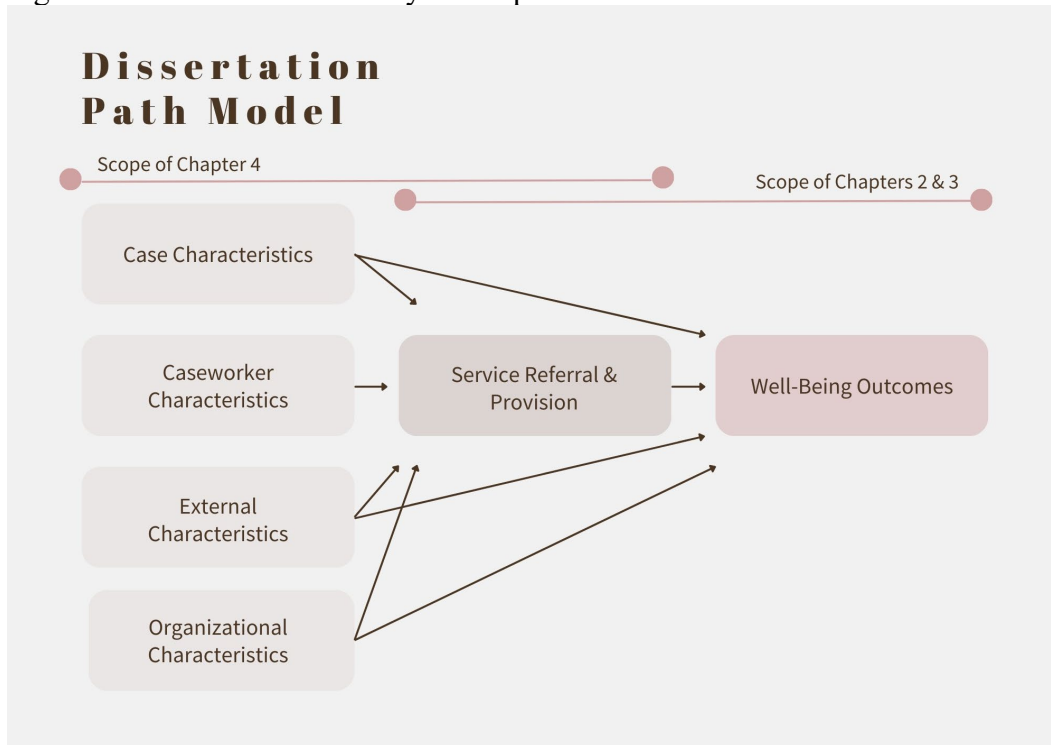 Dissertation
Path Model
Scope of Chapter 4
Scope of Chapters 2 & 3
Case Characteristics
Caseworker
Characteristics
Service Referral &
Provision
Well-Being Outcomes
External
Characteristics
Organizational
Characteristics